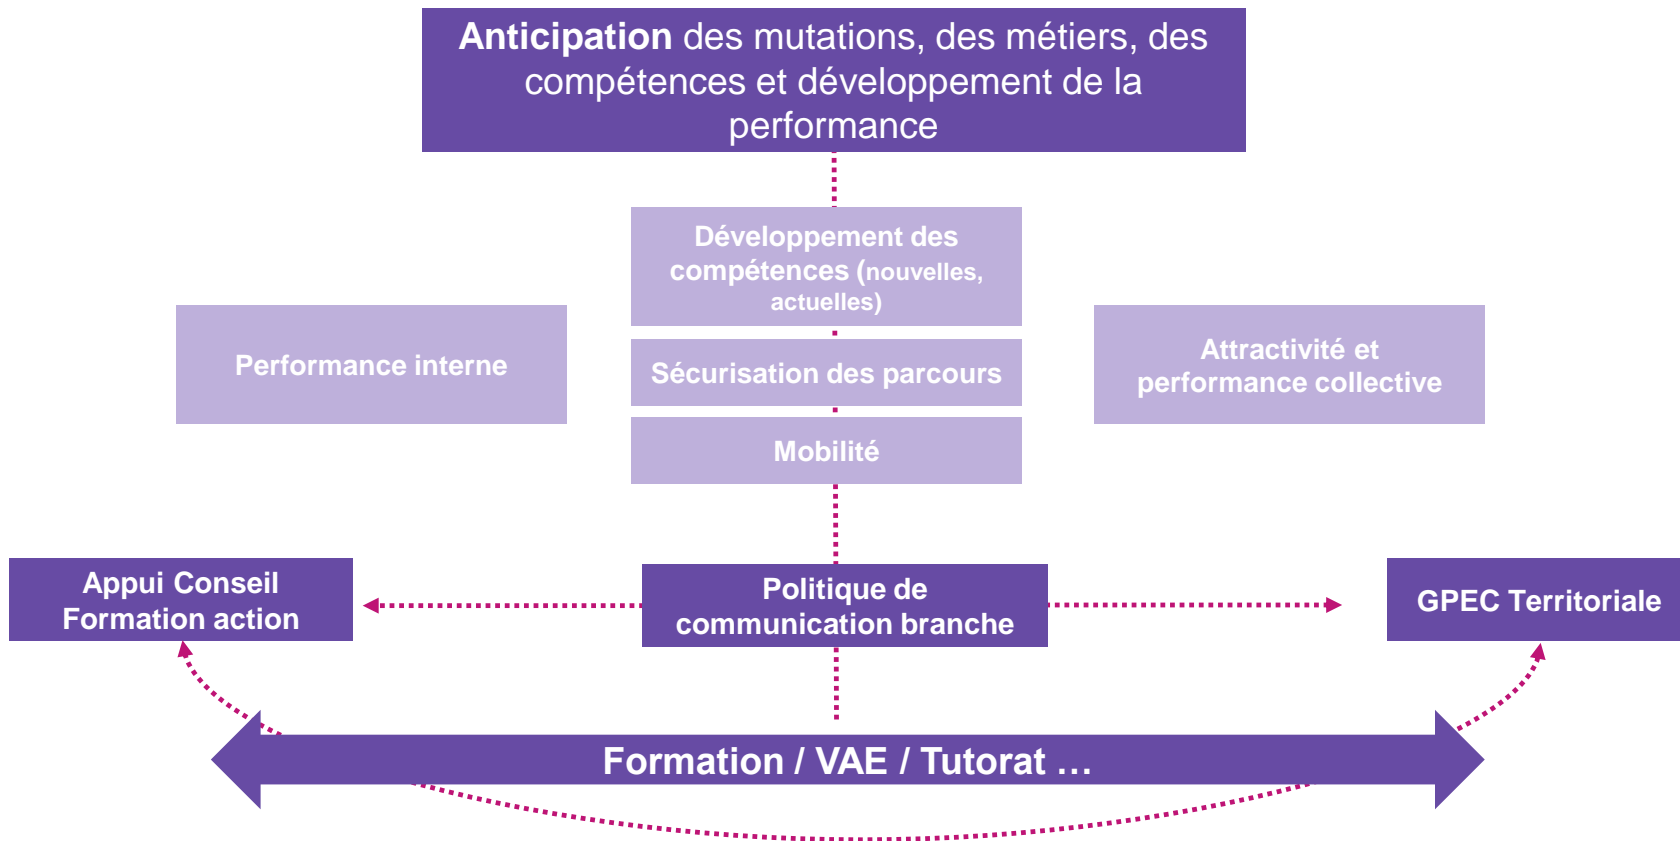 Anticipation des mutations, des métiers, des
compétences et développement de la
performance
Développement des
compétences (nouvelles,
actuelles)
Performance interne
Sécurisation des parcours
Attractivité et
performance collective
Mobilité
Appui Conseil
Formation action
Politique de
communication branche
GPEC Territoriale
Formation / VAE / Tutorat …